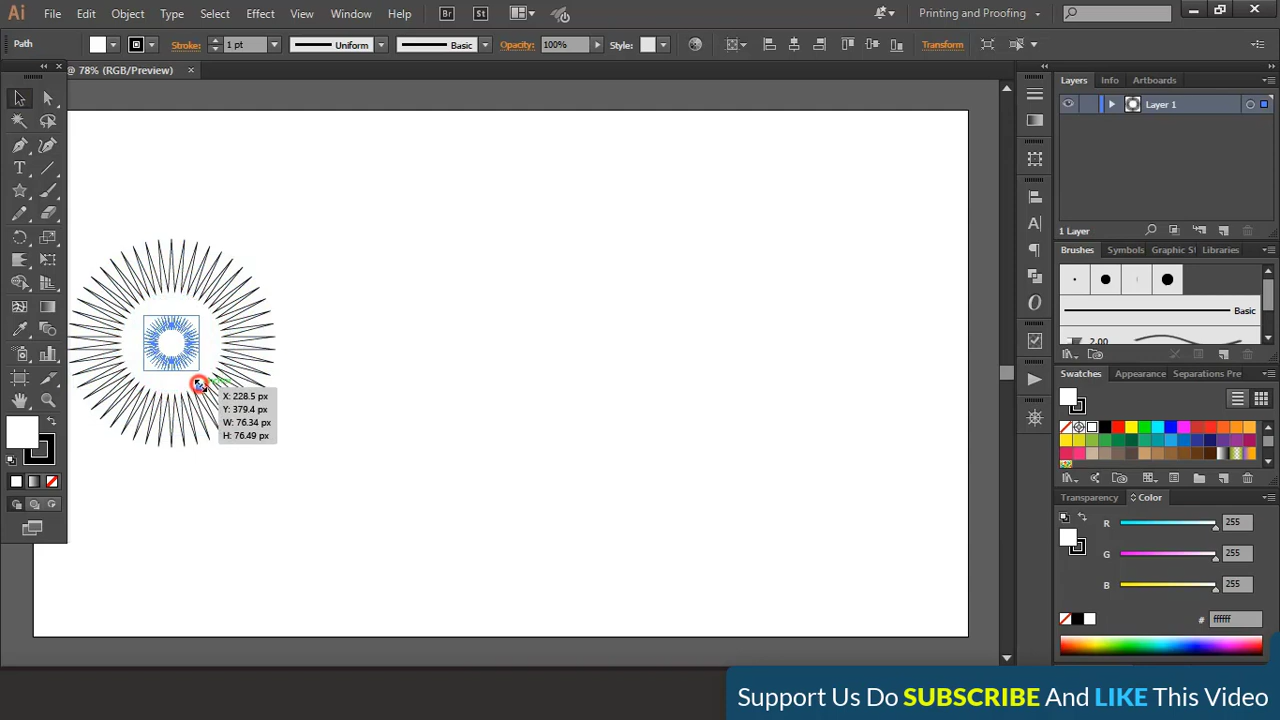 Ai File Edit Object Type Select Effect View Window Help Br St Printing and Proofing
Path Stroke: 1 pt Uniform Basic Opacity: 100% Style: Transform
@ 78% (RGB/Preview)
Layers Info Artboards
Layer 1
1 Layer
Brushes Symbols Graphic St Libraries
Basic
2.00
Swatches Appearance Separations Prev
X: 228.5 px
Y: 379.4 px
W: 76.34 px
H: 76.49 px
Transparency Color
R 255
G 255
B 255
# ffffff
Support Us Do SUBSCRIBE And LIKE This Video